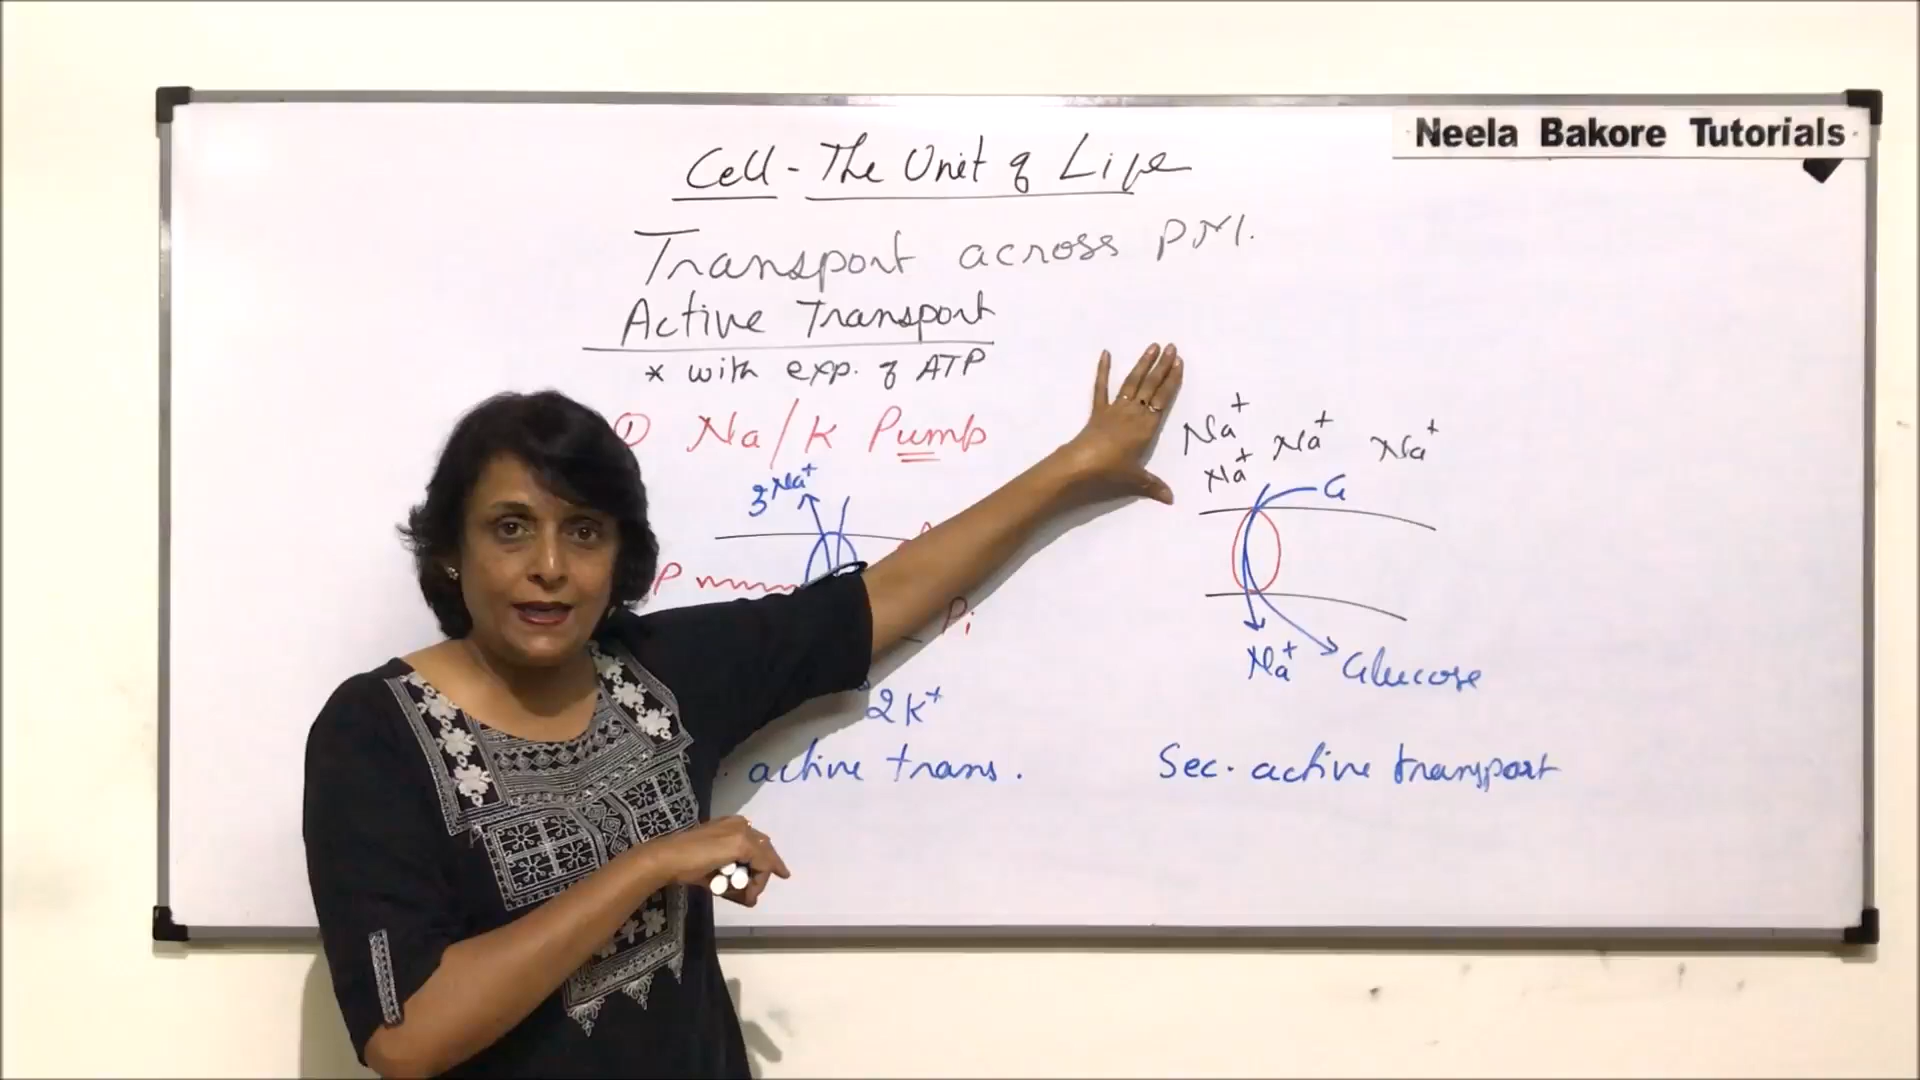 Neela Bakore Tutorials
Cell - The Unit of Life
Transport across PM.
Active Transport
* with exp. of ATP
① Na/K Pump
3Na+
P
Pi
2K+
active trans.
Na+ Na+ Na+
Na+ G
Na+ Glucose
Sec. active transport